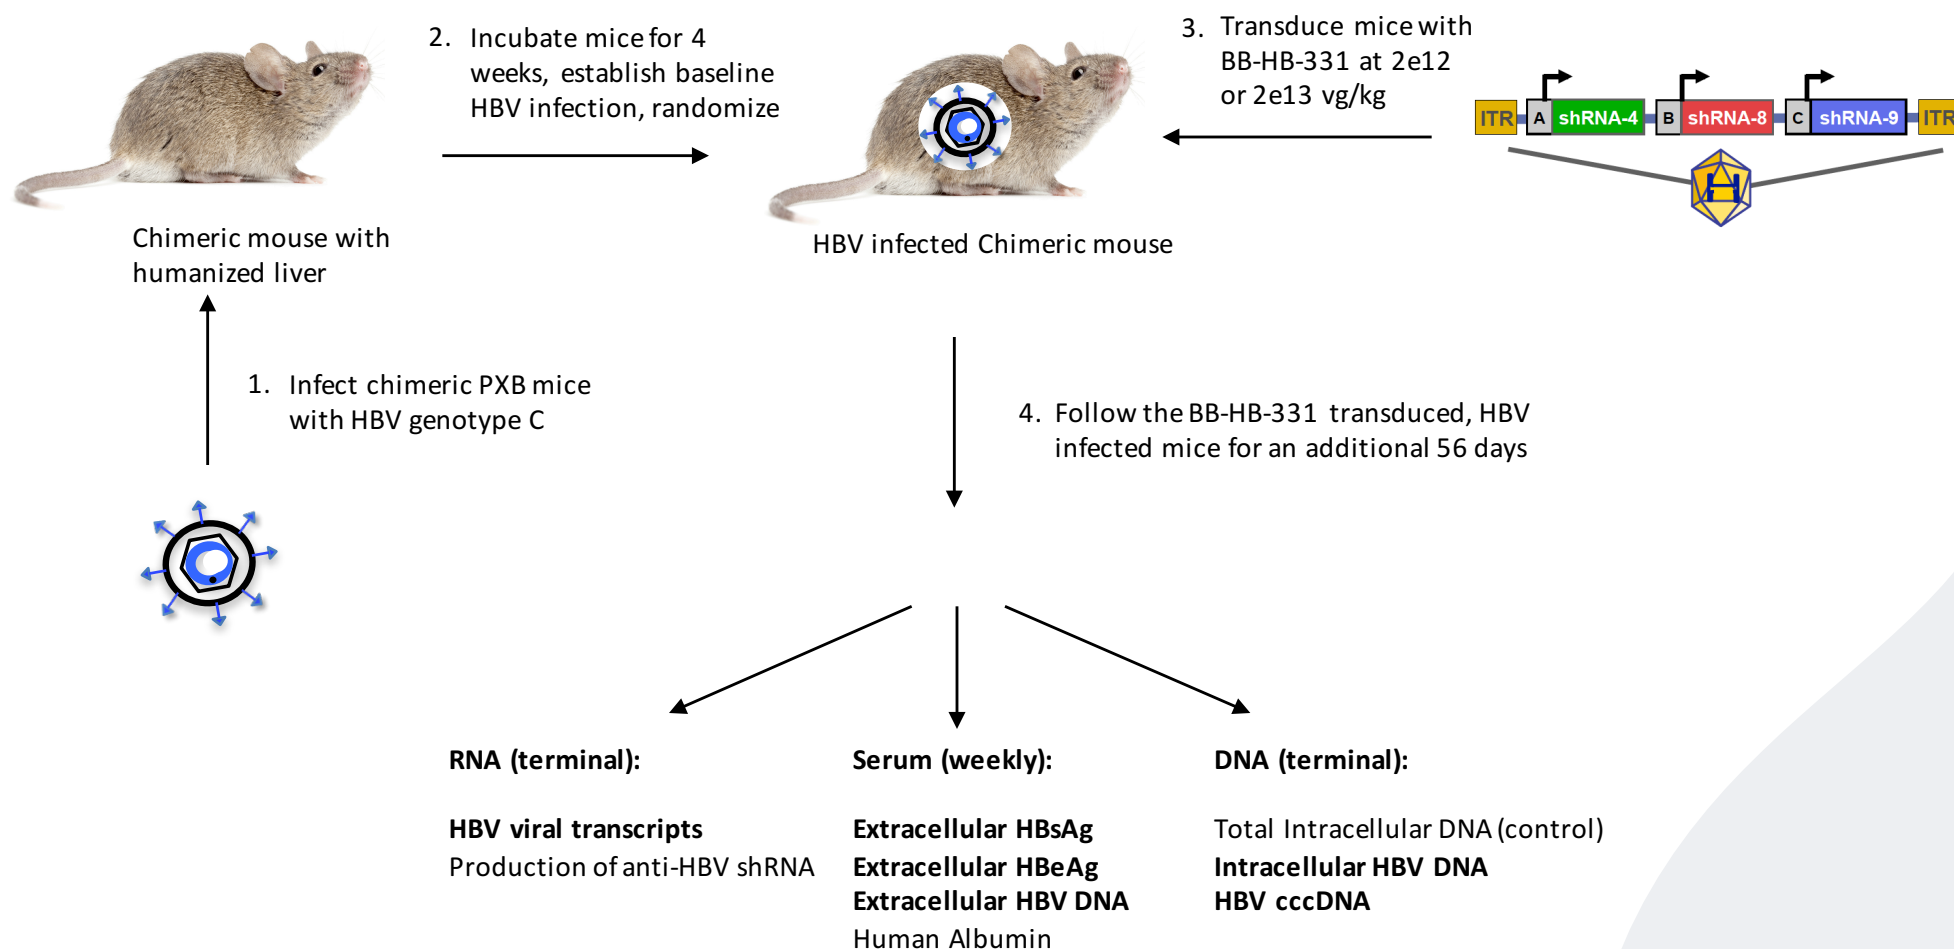 2. Incubate mice for 4
weeks, establish baseline
HBV infection, randomize
3. Transduce mice with
BB-HB-331 at 2e12
or 2e13 vg/kg
ITR A shRNA-4 B shRNA-8 C shRNA-9 ITR
H
Chimeric mouse with
humanized liver
HBV infected Chimeric mouse
1. Infect chimeric PXB mice
with HBV genotype C
4. Follow the BB-HB-331 transduced, HBV
infected mice for an additional 56 days
RNA (terminal):
HBV viral transcripts
Production of anti-HBV shRNA
Serum (weekly):
Extracellular HBsAg
Extracellular HBeAg
Extracellular HBV DNA
Human Albumin
DNA (terminal):
Total Intracellular DNA (control)
Intracellular HBV DNA
HBV cccDNA